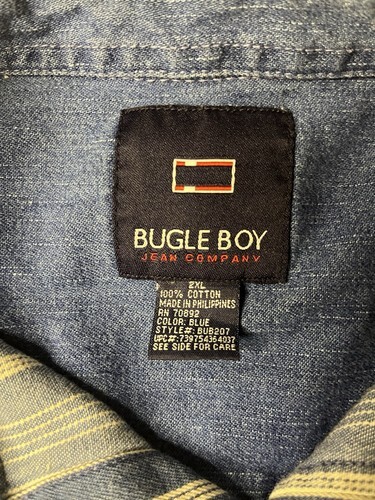 BUGLE BOY
JEAN COMPANY
2XL
100% COTTON
MADE IN PHILIPPINES
RN 70892
COLOR: BLUE
STYLE#: BUB207
UPC#: 739754364037
SEE SIDE FOR CARE